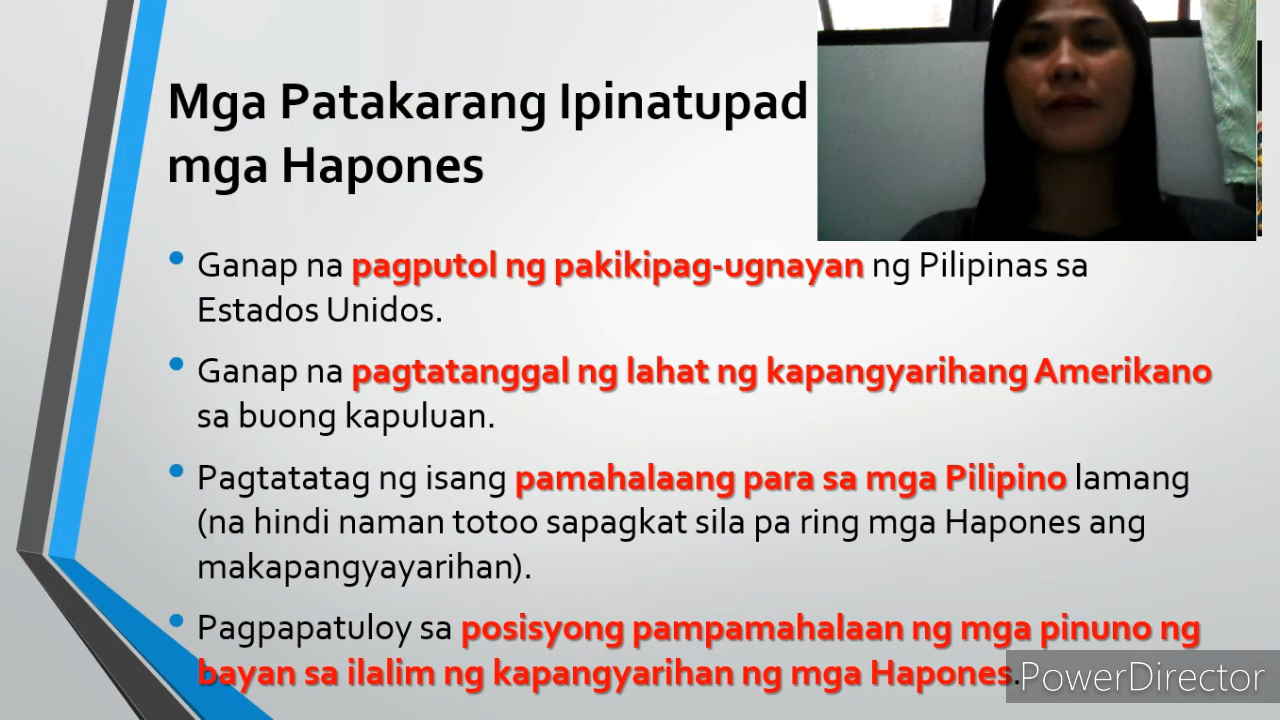 Mga Patakarang Ipinatupad
mga Hapones
• Ganap na pagputol ng pakikipag-ugnayan ng Pilipinas sa
Estados Unidos.
• Ganap na pagtatanggal ng lahat ng kapangyarihang Amerikano
sa buong kapuluan.
• Pagtatatag ng isang pamahalaang para sa mga Pilipino lamang
(na hindi naman totoo sapagkat sila pa ring mga Hapones ang
makapangyayarihan).
• Pagpapatuloy sa posisyong pampamahalaan ng mga pinuno ng
bayan sa ilalim ng kapangyarihan ng mga Hapones.
PowerDirector